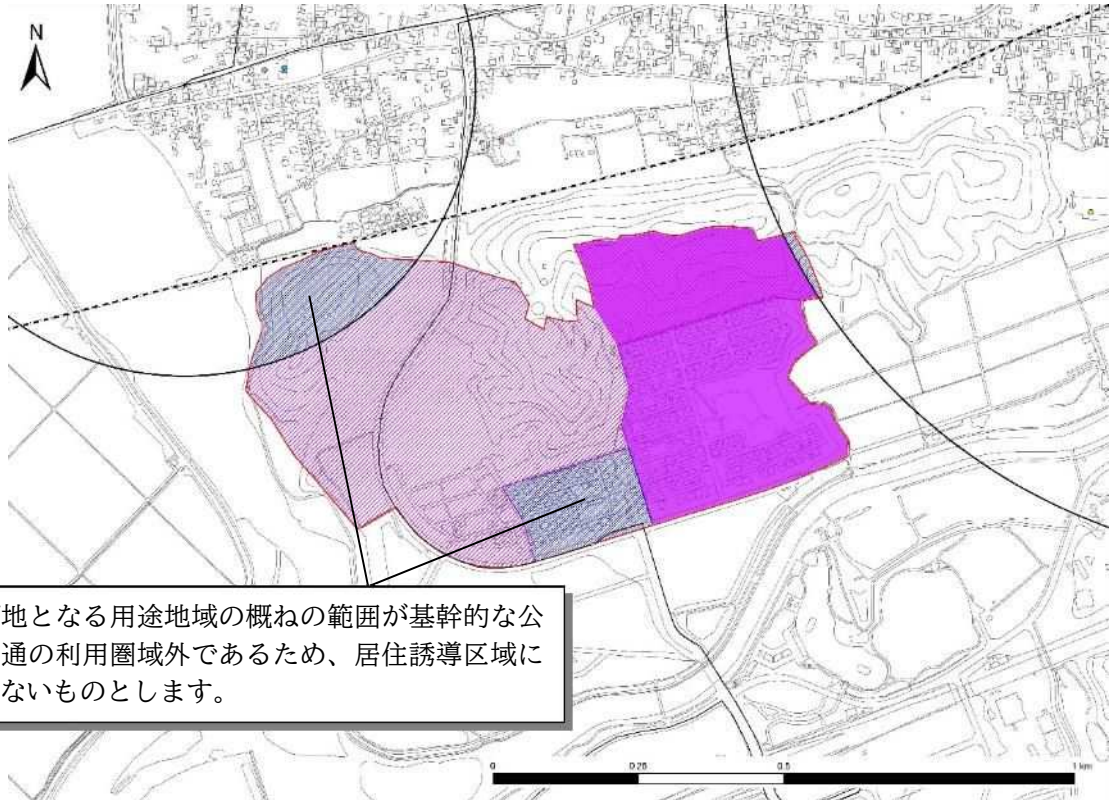 N
地となる用途地域の概ねの範囲が基幹的な公
通の利用圏域外であるため、居住誘導区域に
ないものとします。
0 0.25 0.5 1 km